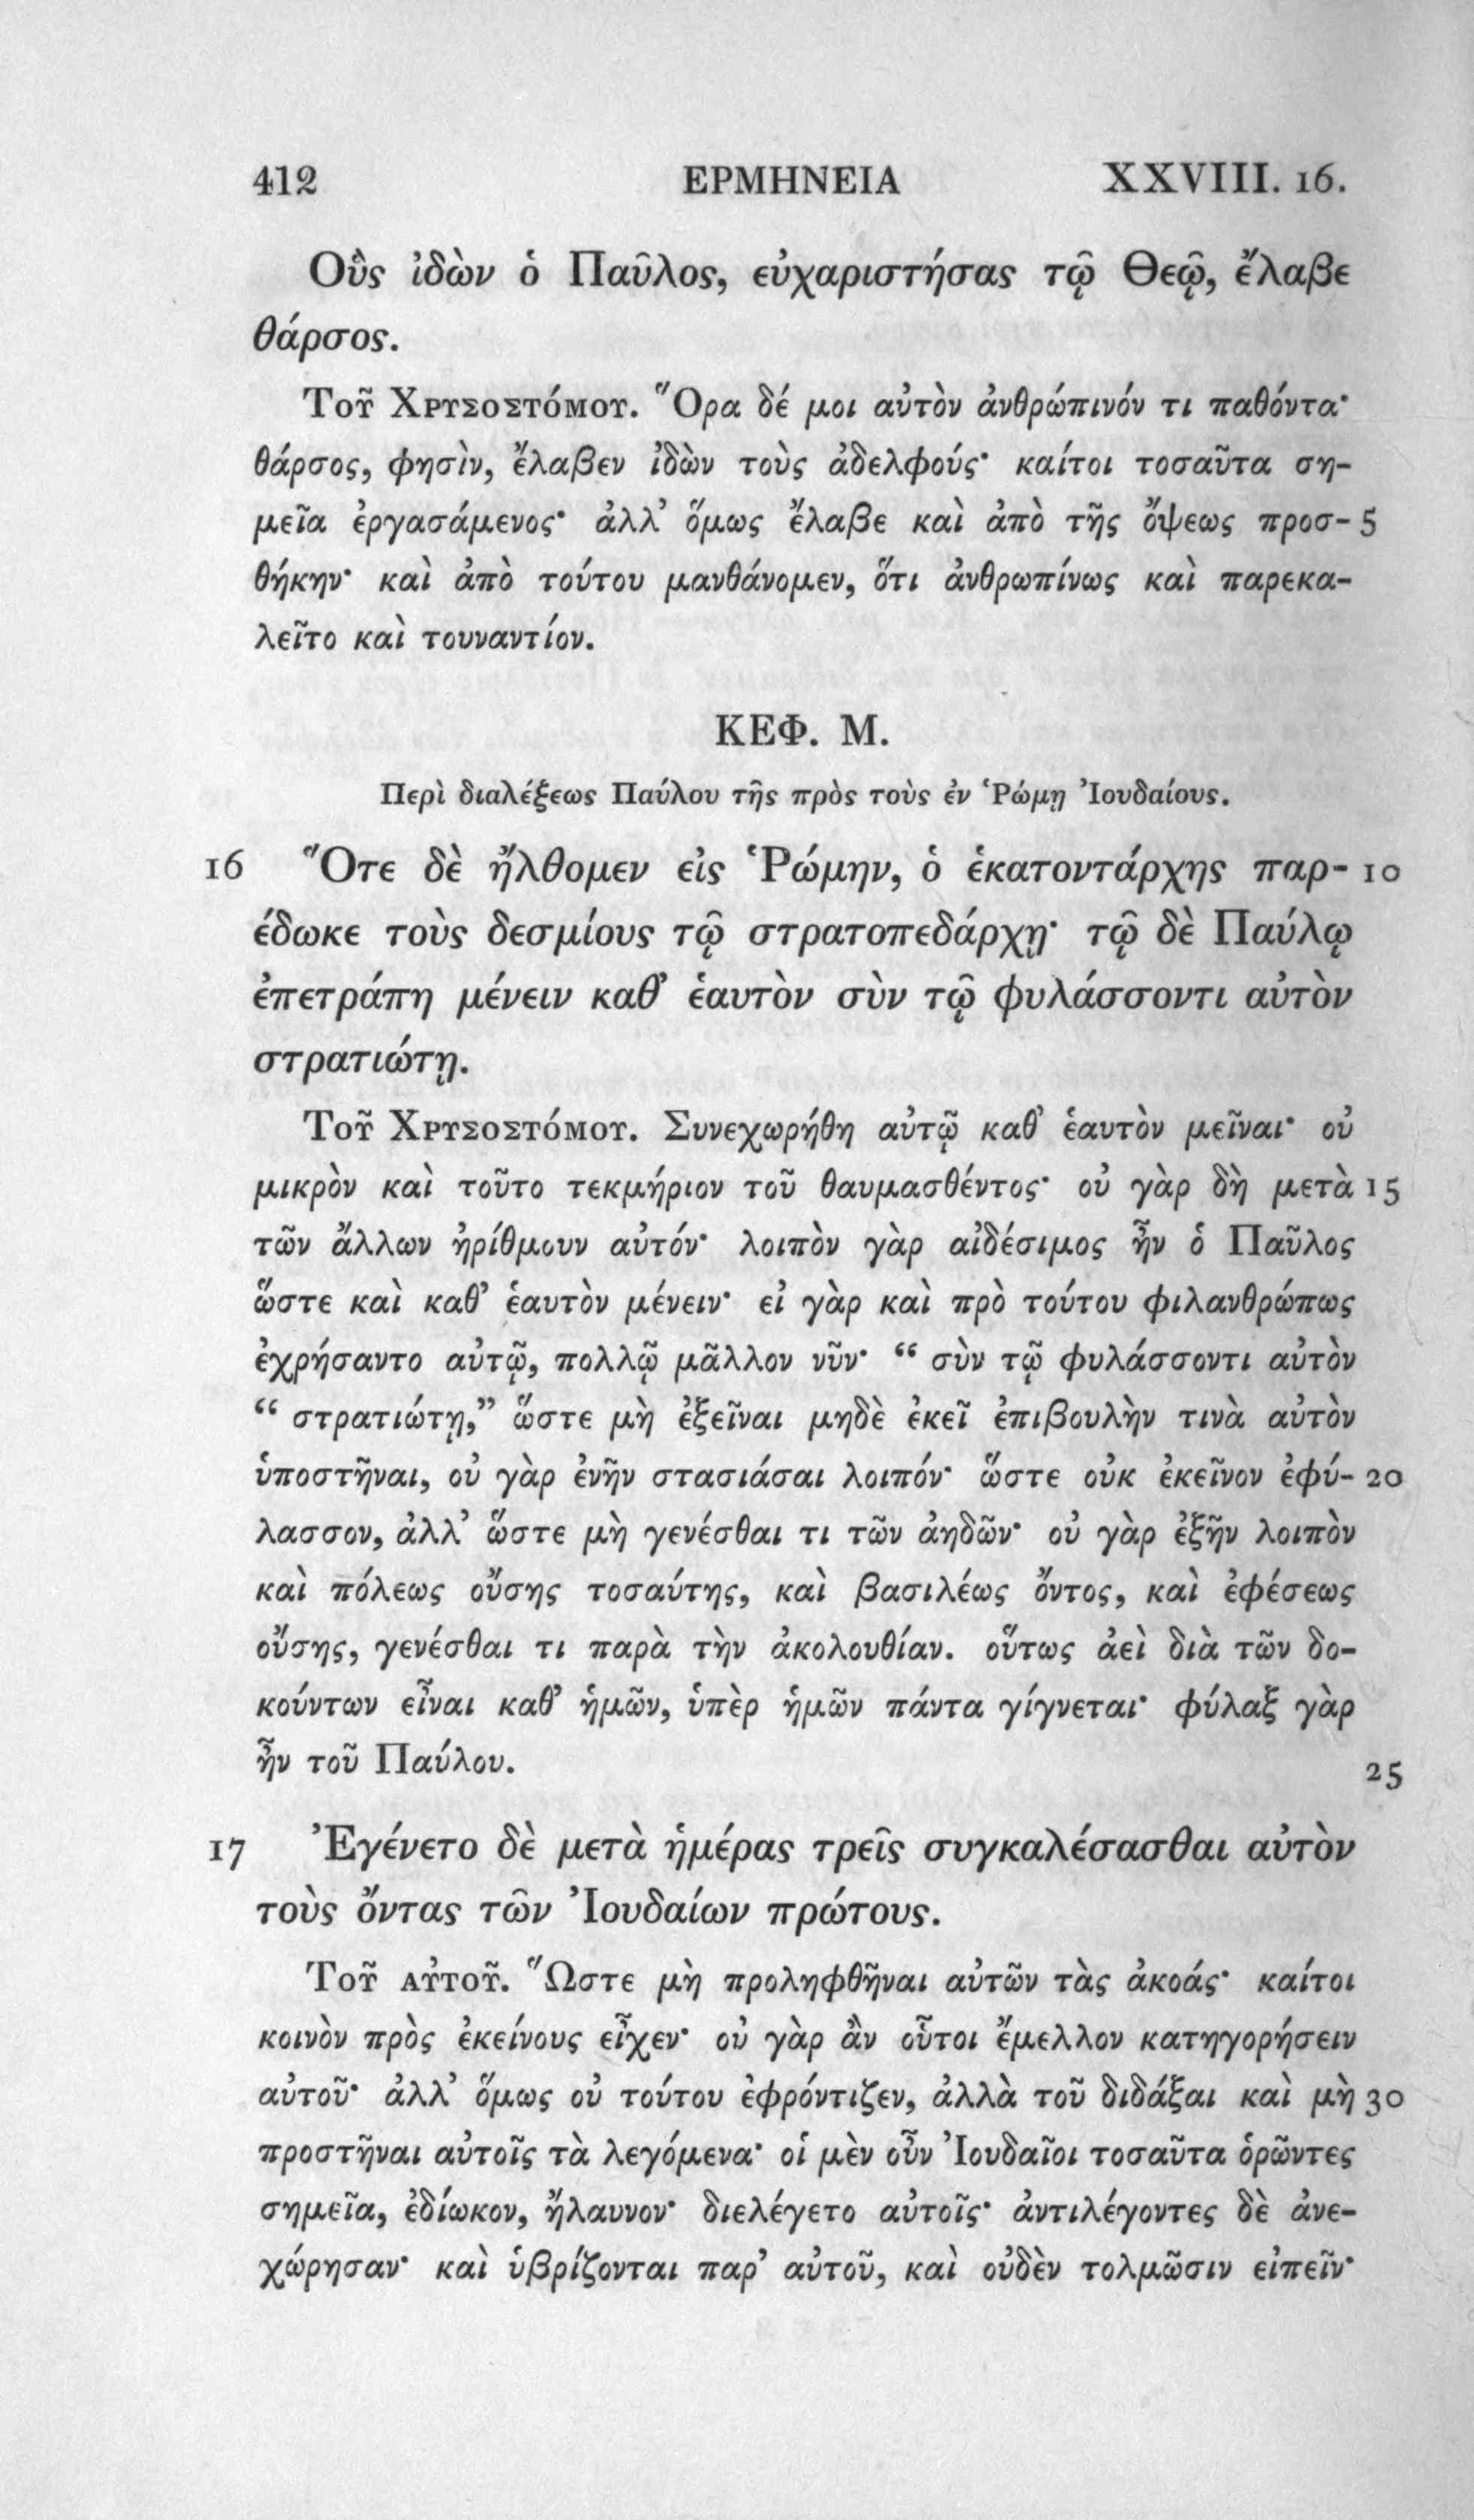 412 ΕΡΜΗΝΕΙΑ XXVIII. 16.
Οὓς ἰδὼν ὁ Παῦλος, εὐχαριστήσας τῷ Θεῷ, ἔλαβε
θάρσος.
Τοῦ Χρυσοστόμου. Ὅρα δέ μοι αὐτὸν ἀνθρώπινόν τι παθόντα·
θάρσος, φησὶν, ἔλαβεν ἰδὼν τοὺς ἀδελφούς· καίτοι τοσαῦτα ση-
μεῖα ἐργασάμενος· ἀλλ’ ὅμως ἔλαβε καὶ ἀπὸ τῆς ὄψεως προσ- 5
θήκην· καὶ ἀπὸ τούτου μανθάνομεν, ὅτι ἀνθρωπίνως καὶ παρεκα-
λεῖτο καὶ τουναντίον.
ΚΕΦ. Μ.
Περὶ διαλέξεως Παύλου τῆς πρὸς τοὺς ἐν Ῥώμῃ Ἰουδαίους.
16 Ὅτε δὲ ἤλθομεν εἰς Ῥώμην, ὁ ἑκατοντάρχης παρ- 10
έδωκε τοὺς δεσμίους τῷ στρατοπεδάρχῃ· τῷ δὲ Παύλῳ
ἐπετράπη μένειν καθ’ ἑαυτὸν σὺν τῷ φυλάσσοντι αὐτὸν
στρατιώτῃ.
Τοῦ Χρυσοστόμου. Συνεχωρήθη αὐτῷ καθ’ ἑαυτὸν μεῖναι· οὐ
μικρὸν καὶ τοῦτο τεκμήριον τοῦ θαυμασθέντος· οὐ γὰρ δὴ μετὰ 15
τῶν ἄλλων ἠρίθμουν αὐτόν· λοιπὸν γὰρ αἰδέσιμος ἦν ὁ Παῦλος
ὥστε καὶ καθ’ ἑαυτὸν μένειν· εἰ γὰρ καὶ πρὸ τούτου φιλανθρώπως
ἐχρήσαντο αὐτῷ, πολλῷ μᾶλλον νῦν· “ σὺν τῷ φυλάσσοντι αὐτὸν
“ στρατιώτῃ,” ὥστε μὴ ἐξεῖναι μηδὲ ἐκεῖ ἐπιβουλὴν τινὰ αὐτὸν
ὑποστῆναι, οὐ γὰρ ἐνῆν στασιάσαι λοιπόν· ὥστε οὐκ ἐκεῖνον ἐφύ- 20
λασσον, ἀλλ’ ὥστε μὴ γενέσθαι τι τῶν ἀηδῶν· οὐ γὰρ ἐξῆν λοιπὸν
καὶ πόλεως οὔσης τοσαύτης, καὶ βασιλέως ὄντος, καὶ ἐφέσεως
οὔσης, γενέσθαι τι παρὰ τὴν ἀκολουθίαν. οὕτως ἀεὶ διὰ τῶν δο-
κούντων εἶναι καθ’ ἡμῶν, ὑπὲρ ἡμῶν πάντα γίγνεται· φύλαξ γὰρ
ἦν τοῦ Παύλου. 25
17 Ἐγένετο δὲ μετὰ ἡμέρας τρεῖς συγκαλέσασθαι αὐτὸν
τοὺς ὄντας τῶν Ἰουδαίων πρώτους.
Τοῦ αὐτοῦ. Ὥστε μὴ προληφθῆναι αὐτῶν τὰς ἀκοάς· καίτοι
κοινὸν πρὸς ἐκείνους εἶχεν· οὐ γὰρ ἂν οὗτοι ἔμελλον κατηγορήσειν
αὐτοῦ· ἀλλ’ ὅμως οὐ τούτου ἐφρόντιζεν, ἀλλὰ τοῦ διδάξαι καὶ μὴ 30
προστῆναι αὐτοῖς τὰ λεγόμενα· οἱ μὲν οὖν Ἰουδαῖοι τοσαῦτα ὁρῶντες
σημεῖα, ἐδίωκον, ἤλαυνον· διελέγετο αὐτοῖς· ἀντιλέγοντες δὲ ἀνε-
χώρησαν· καὶ ὑβρίζονται παρ’ αὐτοῦ, καὶ οὐδὲν τολμῶσιν εἰπεῖν·